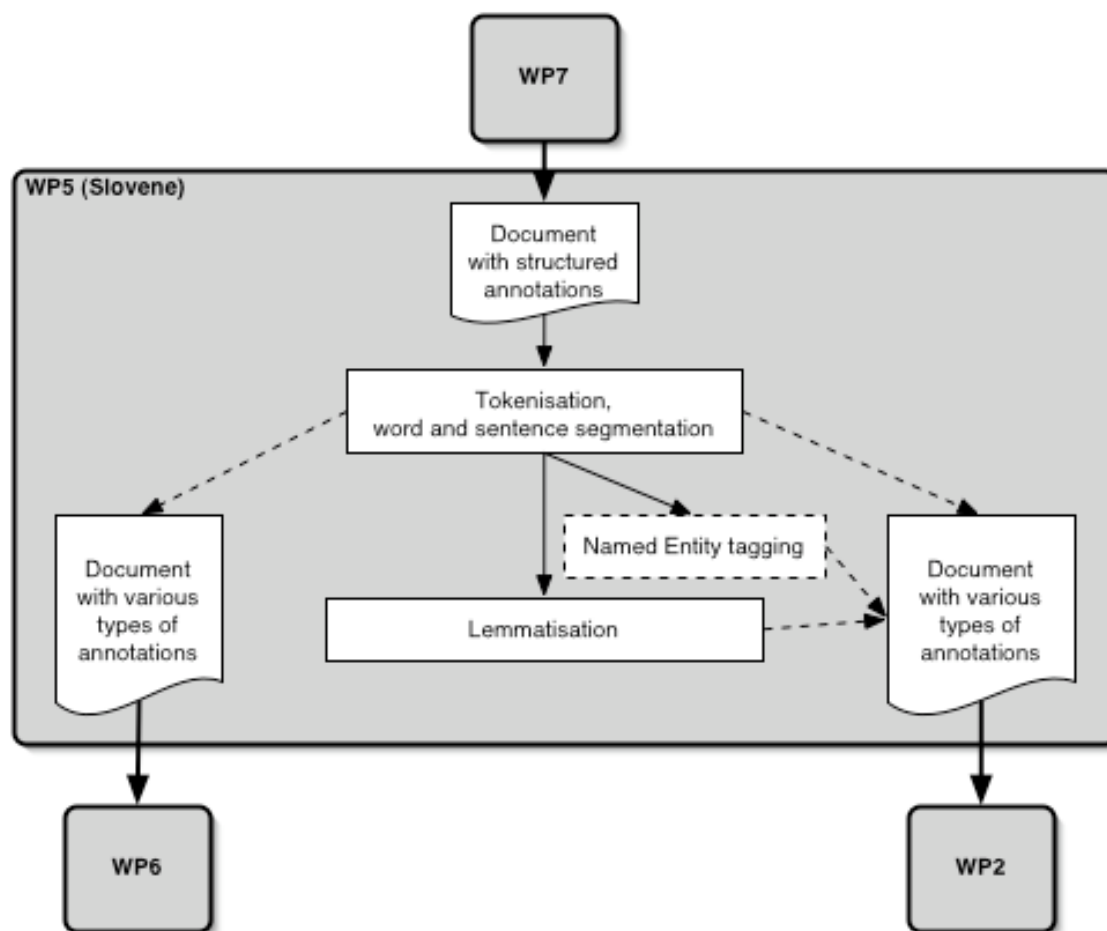 WP7
WP5 (Slovene)
Document
with structured
annotations
Tokenisation,
word and sentence segmentation
Named Entity tagging
Document
with various
types of
annotations
Lemmatisation
Document
with various
types of
annotations
WP6
WP2